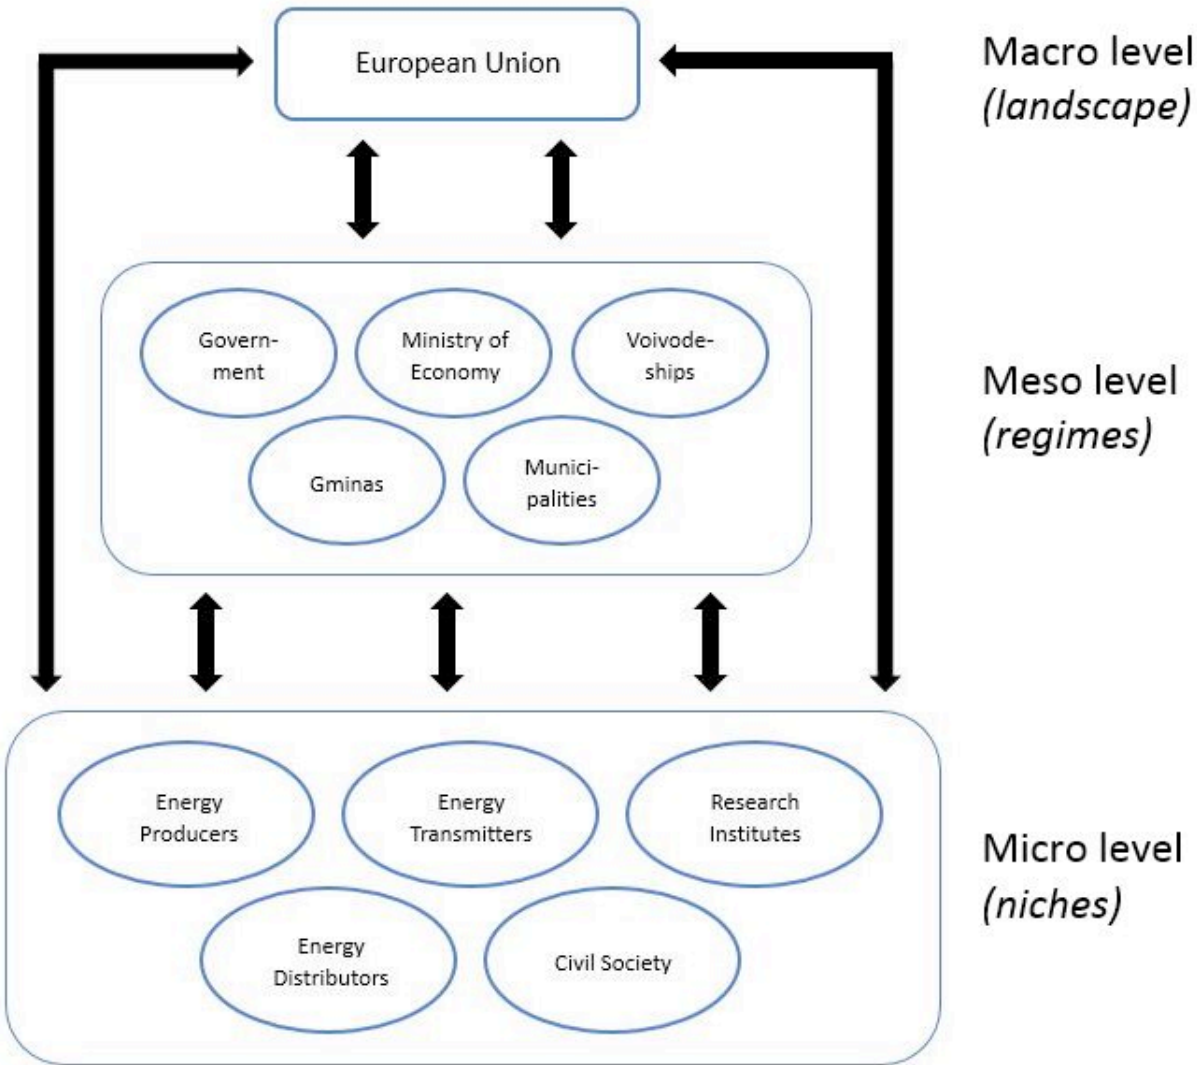 European Union
Macro level
(landscape)
Govern-
ment
Ministry of
Economy
Voivode-
ships
Gminas
Munici-
palities
Meso level
(regimes)
Energy
Producers
Energy
Transmitters
Research
Institutes
Energy
Distributors
Civil Society
Micro level
(niches)